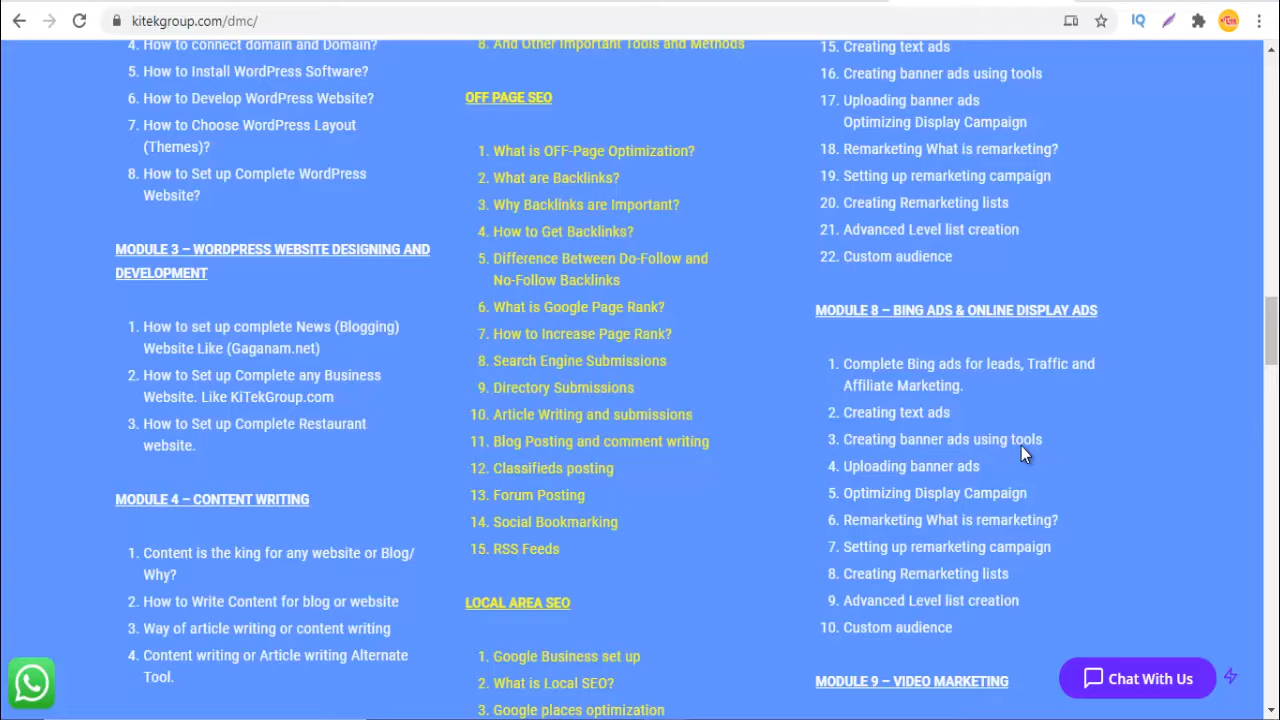 kitekgroup.com/dmc/
4. How to connect domain and Domain?
5. How to Install WordPress Software?
6. How to Develop WordPress Website?
7. How to Choose WordPress Layout
(Themes)?
8. How to Set up Complete WordPress
Website?
MODULE 3 – WORDPRESS WEBSITE DESIGNING AND
DEVELOPMENT
1. How to set up complete News (Blogging)
Website Like (Gaganam.net)
2. How to Set up Complete any Business
Website. Like KiTekGroup.com
3. How to Set up Complete Restaurant
website.
MODULE 4 – CONTENT WRITING
1. Content is the king for any website or Blog/
Why?
2. How to Write Content for blog or website
3. Way of article writing or content writing
4. Content writing or Article writing Alternate
Tool.
8. And Other Important Tools and Methods
OFF PAGE SEO
1. What is OFF-Page Optimization?
2. What are Backlinks?
3. Why Backlinks are Important?
4. How to Get Backlinks?
5. Difference Between Do-Follow and
No-Follow Backlinks
6. What is Google Page Rank?
7. How to Increase Page Rank?
8. Search Engine Submissions
9. Directory Submissions
10. Article Writing and submissions
11. Blog Posting and comment writing
12. Classifieds posting
13. Forum Posting
14. Social Bookmarking
15. RSS Feeds
LOCAL AREA SEO
1. Google Business set up
2. What is Local SEO?
3. Google places optimization
15. Creating text ads
16. Creating banner ads using tools
17. Uploading banner ads
Optimizing Display Campaign
18. Remarketing What is remarketing?
19. Setting up remarketing campaign
20. Creating Remarketing lists
21. Advanced Level list creation
22. Custom audience
MODULE 8 – BING ADS & ONLINE DISPLAY ADS
1. Complete Bing ads for leads, Traffic and
Affiliate Marketing.
2. Creating text ads
3. Creating banner ads using tools
4. Uploading banner ads
5. Optimizing Display Campaign
6. Remarketing What is remarketing?
7. Setting up remarketing campaign
8. Creating Remarketing lists
9. Advanced Level list creation
10. Custom audience
MODULE 9 – VIDEO MARKETING
Chat With Us
IQ